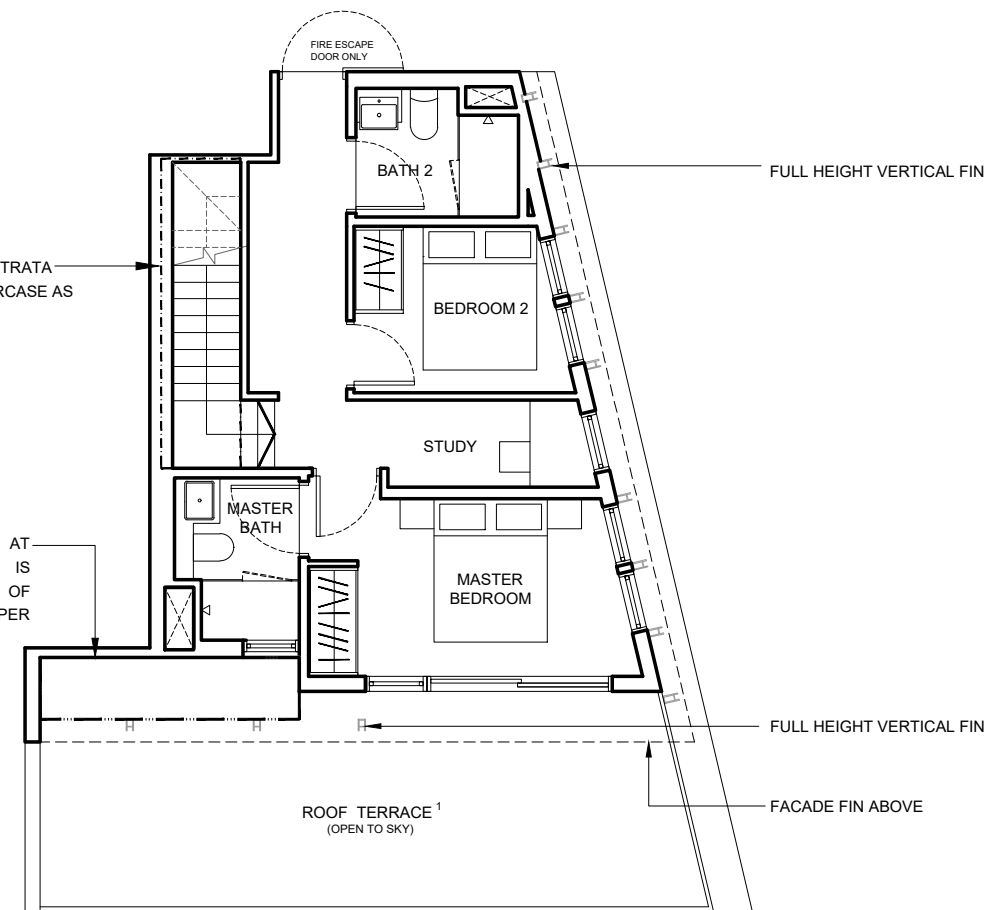 FIRE ESCAPE
DOOR ONLY
BATH 2
FULL HEIGHT VERTICAL FIN
TRATA
RCASE AS
BEDROOM 2
STUDY
MASTER
BATH
AT
IS
OF
PER
MASTER
BEDROOM
FULL HEIGHT VERTICAL FIN
FACADE FIN ABOVE
ROOF TERRACE 1
(OPEN TO SKY)